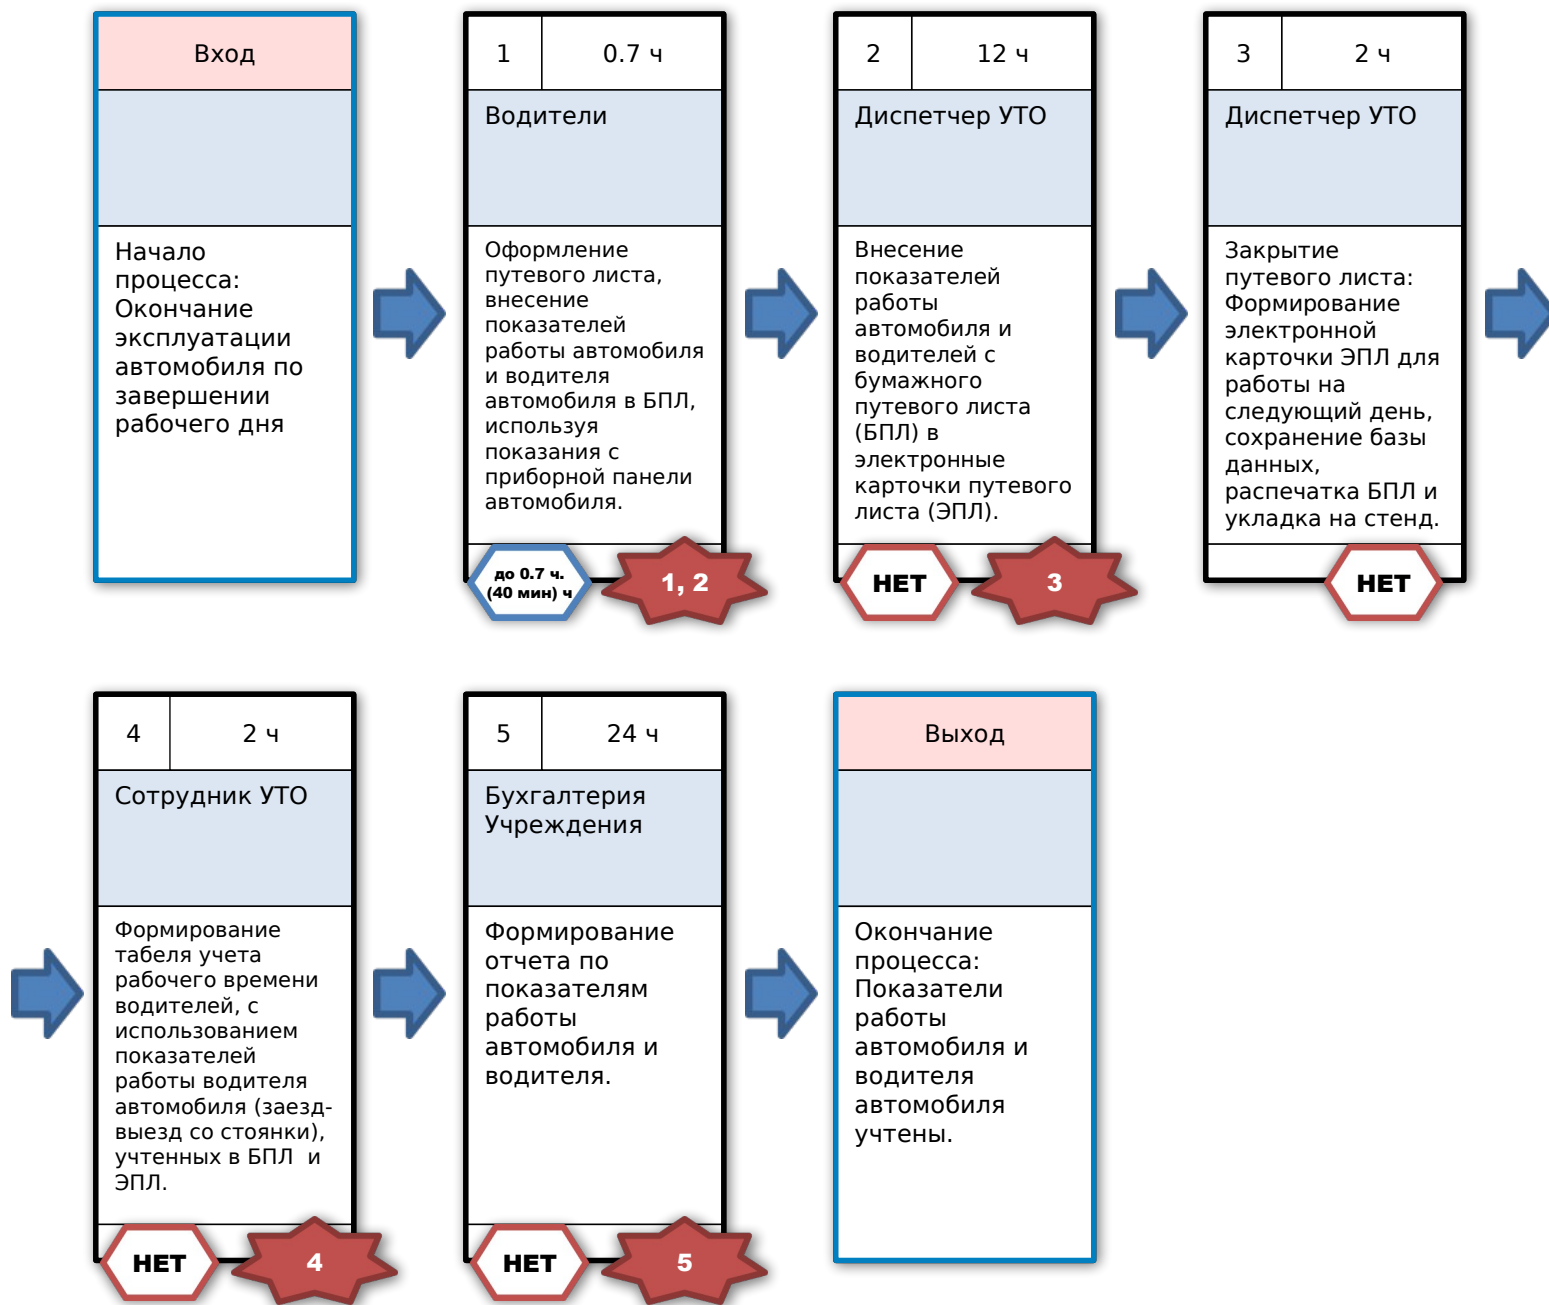 Вход
Начало
процесса:
Окончание
эксплуатации
автомобиля по
завершении
рабочего дня
1
0.7 ч
Водители
Оформление
путевого листа,
внесение
показателей
работы автомобиля
и водителя
автомобиля в БПЛ,
используя
показания с
приборной панели
автомобиля.
до 0.7 ч.
(40 мин) ч
1, 2
2
12 ч
Диспетчер УТО
Внесение
показателей
работы
автомобиля и
водителей с
бумажного
путевого листа
(БПЛ) в
электронные
карточки путевого
листа (ЭПЛ).
НЕТ
3
3
2 ч
Диспетчер УТО
Закрытие
путевого листа:
Формирование
электронной
карточки ЭПЛ для
работы на
следующий день,
сохранение базы
данных,
распечатка БПЛ и
укладка на стенд.
НЕТ
4
2 ч
Сотрудник УТО
Формирование
табеля учета
рабочего времени
водителей, с
использованием
показателей
работы водителя
автомобиля (заезд-
выезд со стоянки),
учтенных в БПЛ и
ЭПЛ.
НЕТ
4
5
24 ч
Бухгалтерия
Учреждения
Формирование
отчета по
показателям
работы
автомобиля и
водителя.
НЕТ
5
Выход
Окончание
процесса:
Показатели
работы
автомобиля и
водителя
автомобиля
учтены.